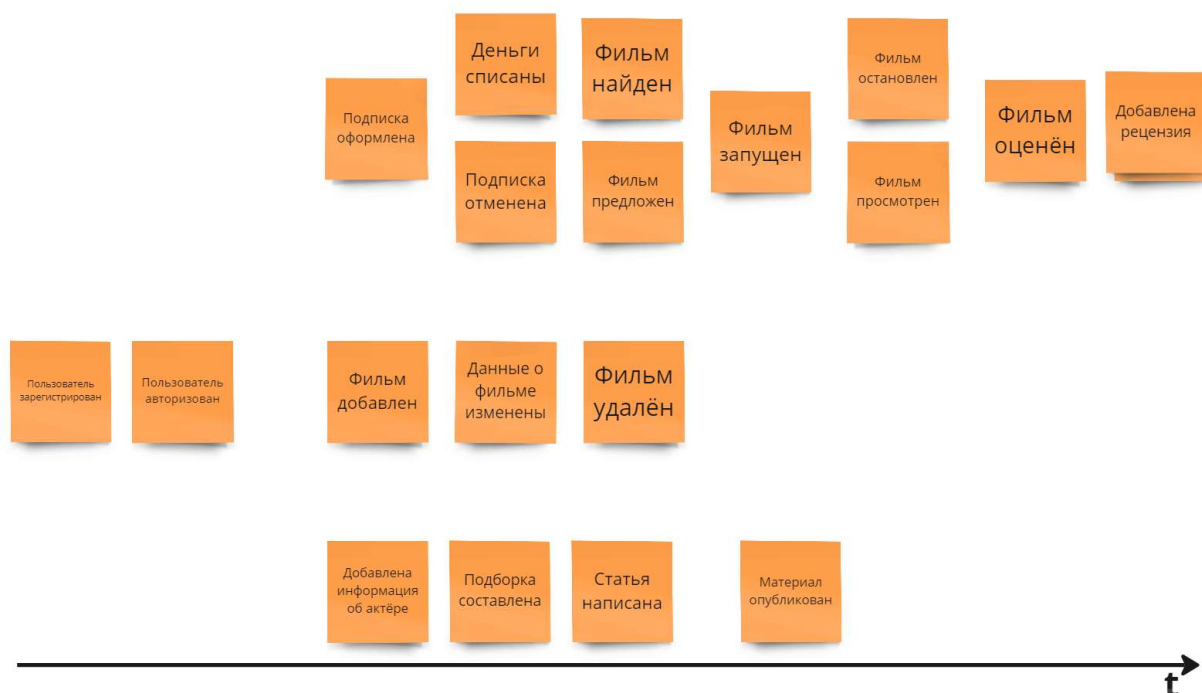 Деньги
списаны
Фильм
найден
Фильм
остановлен
Подписка
оформлена
Фильм
запущен
Фильм
оценён
Добавлена
рецензия
Подписка
отменена
Фильм
предложен
Фильм
просмотрен
Пользователь
зарегистрирован
Пользователь
авторизован
Фильм
добавлен
Данные о
фильме
изменены
Фильм
удалён
Добавлена
информация
об актёре
Подборка
составлена
Статья
написана
Материал
опубликован
t